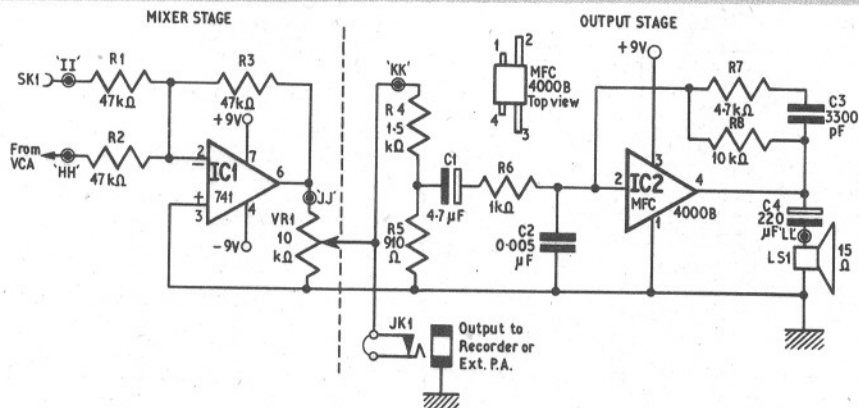 MIXER STAGE
OUTPUT STAGE
'II'
SK1
R1
47kΩ
R3
47kΩ
From
VCA
'HH'
R2
47kΩ
+9V
2
−
7
IC1
741
6
+
3
4
-9V
'JJ'
VR1
10
kΩ
'KK'
R4
1·5
kΩ
R5
910
Ω
C1
4·7μF
R6
1kΩ
C2
0·005
μF
1
2
MFC
4000B
Top view
4
3
+9V
2
3
IC2
MFC
4000B
4
1
R7
4·7kΩ
R8
10kΩ
C3
3300
pF
C4
220
μF
'LL'
LS1
15
Ω
JK1
Output to
Recorder or
Ext. P.A.